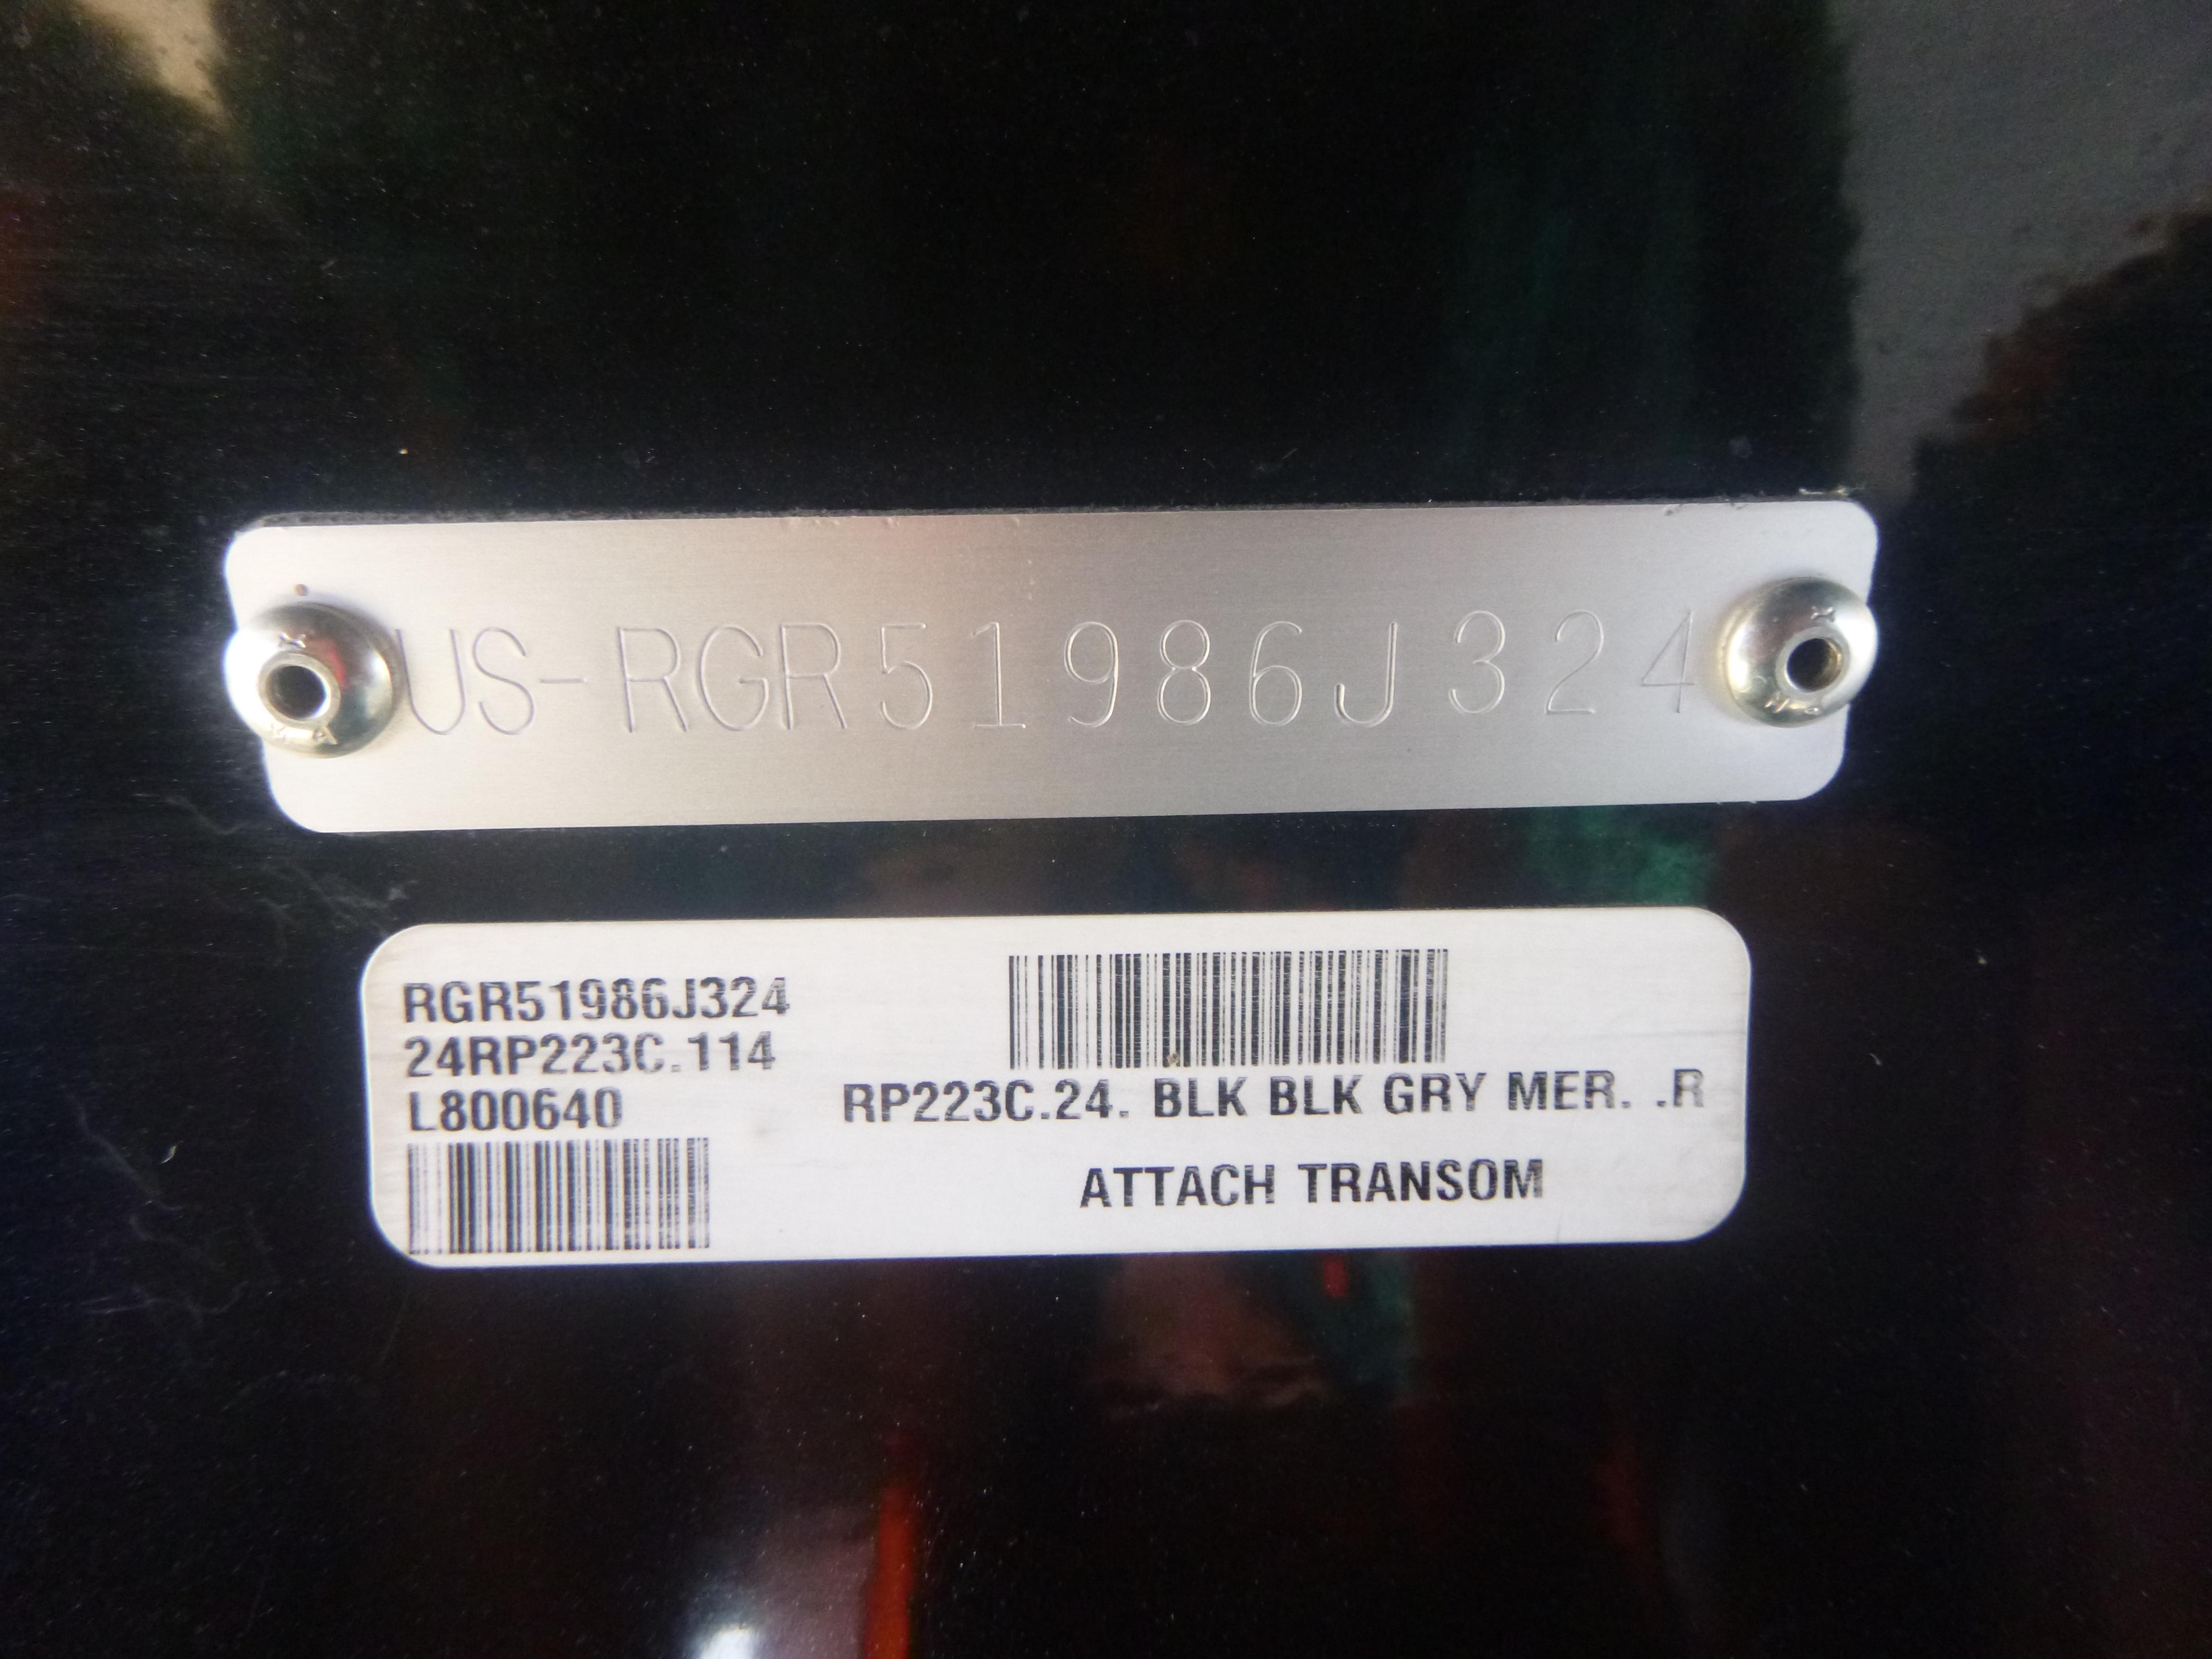 US-RGR51986J324
RGR51986J324
24RP223C.114
L800640
RP223C.24. BLK BLK GRY MER. .R
ATTACH TRANSOM